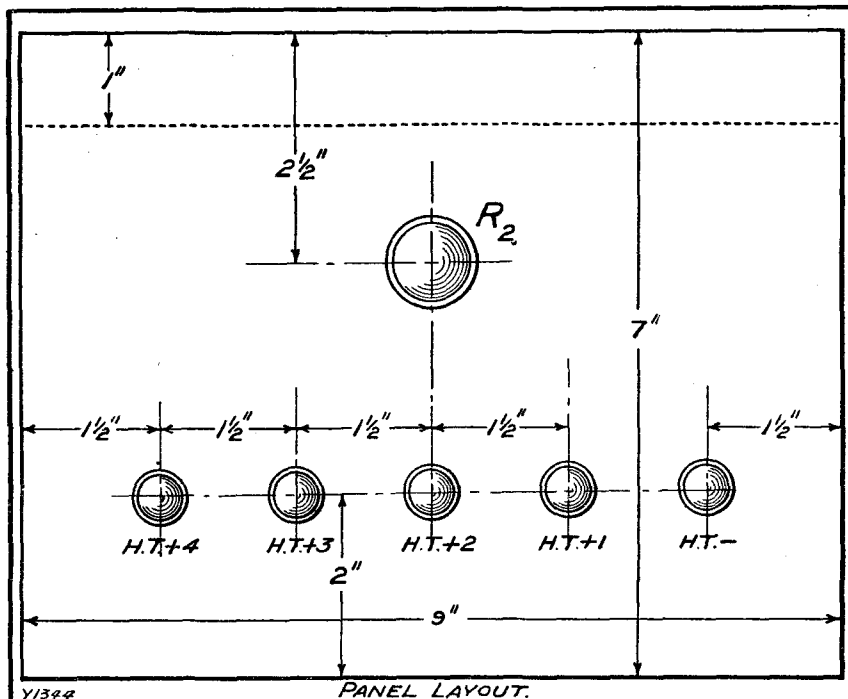 1"
2½"
R2.
7"
1½" 1½" 1½" 1½" 1½"
H.T.+4 H.T.+3 H.T.+2 H.T.+1 H.T.-
2"
9"
Y1344 PANEL LAYOUT.